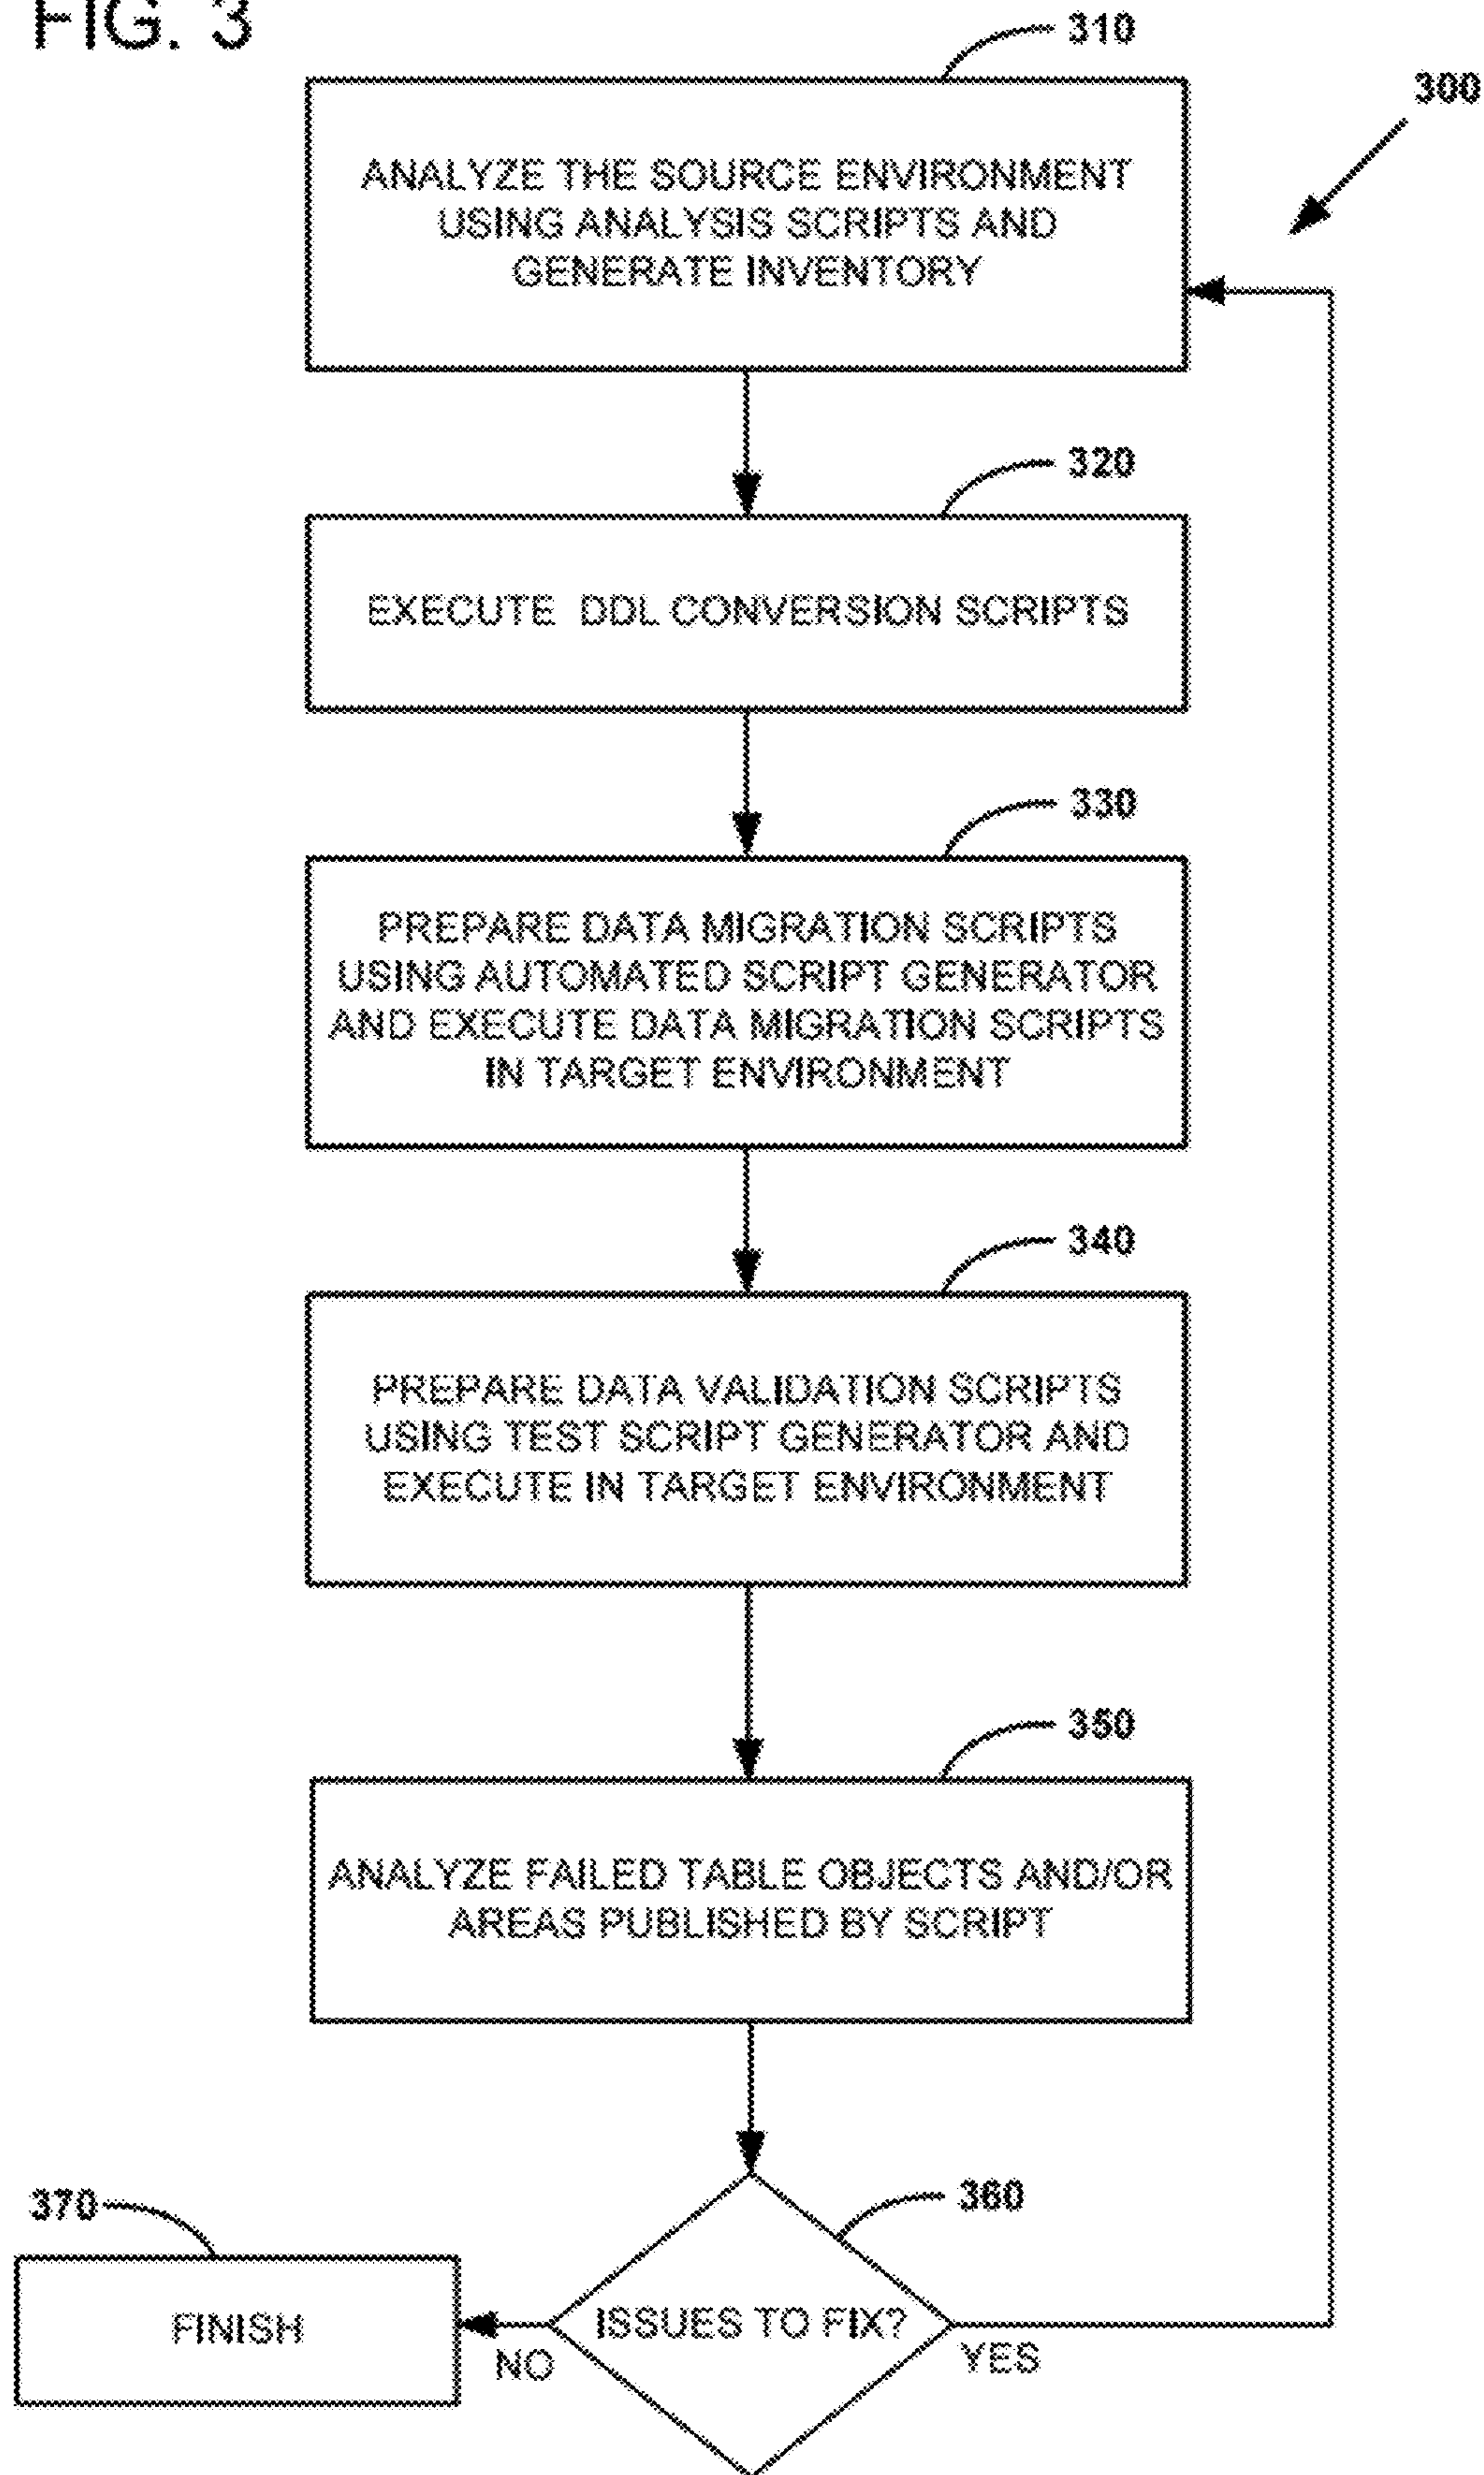 FIG. 3
310
300
ANALYZE THE SOURCE ENVIRONMENT
USING ANALYSIS SCRIPTS AND
GENERATE INVENTORY
320
EXECUTE DDL CONVERSION SCRIPTS
330
PREPARE DATA MIGRATION SCRIPTS
USING AUTOMATED SCRIPT GENERATOR
AND EXECUTE DATA MIGRATION SCRIPTS
IN TARGET ENVIRONMENT
340
PREPARE DATA VALIDATION SCRIPTS
USING TEST SCRIPT GENERATOR AND
EXECUTE IN TARGET ENVIRONMENT
350
ANALYZE FAILED TABLE OBJECTS AND/OR
AREAS PUBLISHED BY SCRIPT
360
370
ISSUES TO FIX?
FINISH
NO
YES